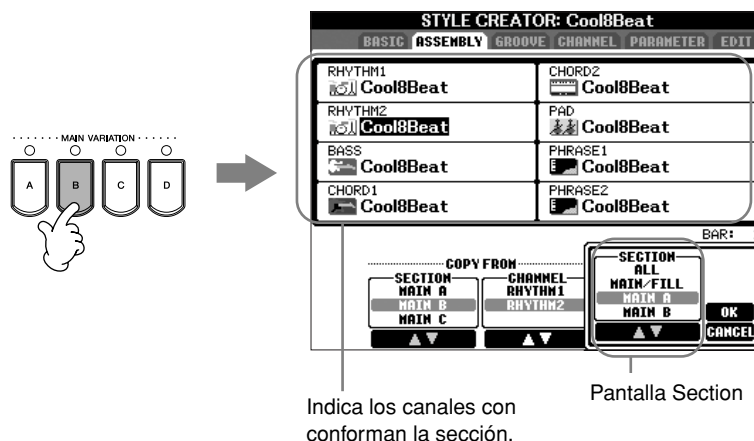 STYLE CREATOR: Cool8Beat
BASIC ASSEMBLY GROOVE CHANNEL PARAMETER EDIT
RHYTHM1
Cool8Beat
CHORD2
Cool8Beat
RHYTHM2
Cool8Beat
PAD
Cool8Beat
BASS
Cool8Beat
PHRASE1
Cool8Beat
CHORD1
Cool8Beat
PHRASE2
Cool8Beat
MAIN VARIATION
A B C D
BAR:
COPY FROM
SECTION
MAIN A
MAIN B
MAIN C
CHANNEL
RHYTHM1
RHYTHM2
SECTION
ALL
MAIN/FILL
MAIN A
MAIN B
OK
CANCEL
Pantalla Section
Indica los canales con
conforman la sección.